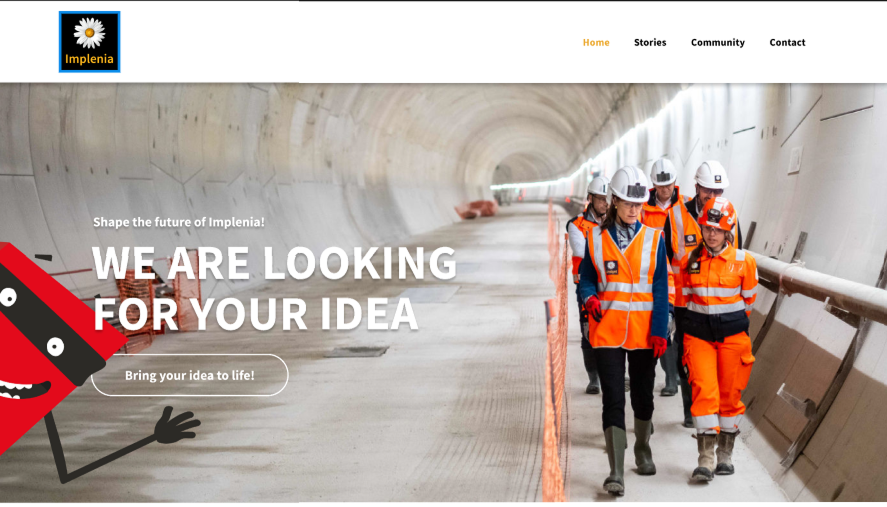 Implenia
Home
Stories
Community
Contact
Shape the future of Implenia!
WE ARE LOOKING
FOR YOUR IDEA
Bring your idea to life!